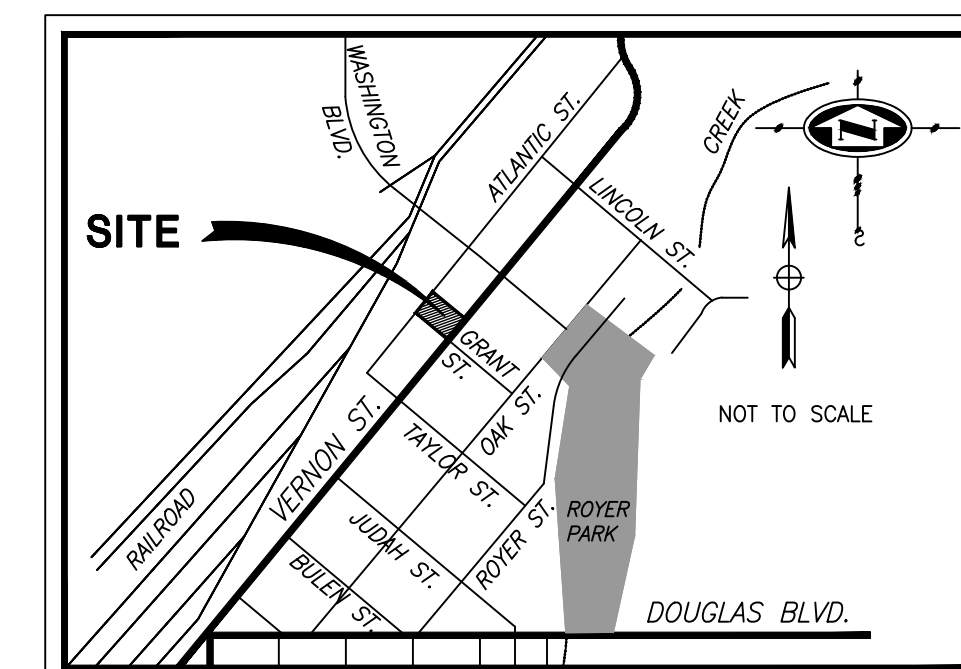 WASHINGTON
BLVD.
ATLANTIC ST.
CREEK
N
LINCOLN ST.
SITE
S
GRANT
ST.
NOT TO SCALE
OAK ST.
VERNON ST.
TAYLOR ST.
RAILROAD
ROYER
PARK
JUDAH ST.
ROYER ST.
BULEN ST.
DOUGLAS BLVD.